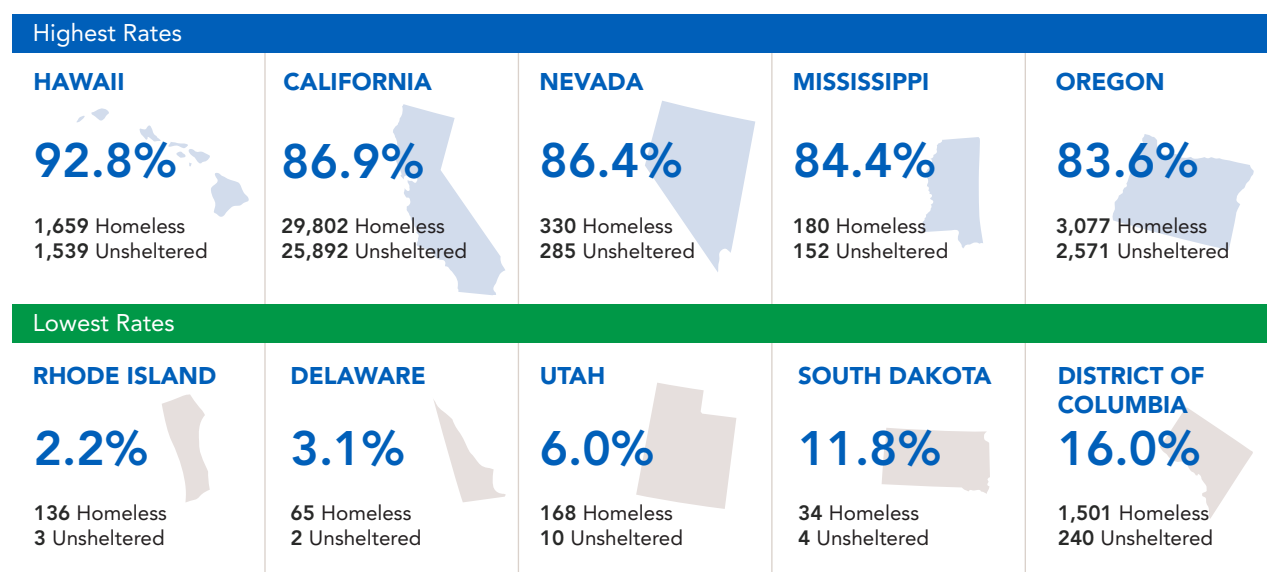 Highest Rates
HAWAII
92.8%
1,659 Homeless
1,539 Unsheltered
CALIFORNIA
86.9%
29,802 Homeless
25,892 Unsheltered
NEVADA
86.4%
330 Homeless
285 Unsheltered
MISSISSIPPI
84.4%
180 Homeless
152 Unsheltered
OREGON
83.6%
3,077 Homeless
2,571 Unsheltered
Lowest Rates
RHODE ISLAND
2.2%
136 Homeless
3 Unsheltered
DELAWARE
3.1%
65 Homeless
2 Unsheltered
UTAH
6.0%
168 Homeless
10 Unsheltered
SOUTH DAKOTA
11.8%
34 Homeless
4 Unsheltered
DISTRICT OF
COLUMBIA
16.0%
1,501 Homeless
240 Unsheltered